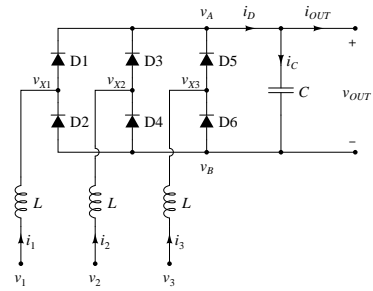 v_A i_D i_OUT
D1 D3 D5 +
v_X1 v_X2 v_X3 i_C
C v_OUT
D2 D4 D6
v_B −
L L L
i_1 i_2 i_3
v_1 v_2 v_3